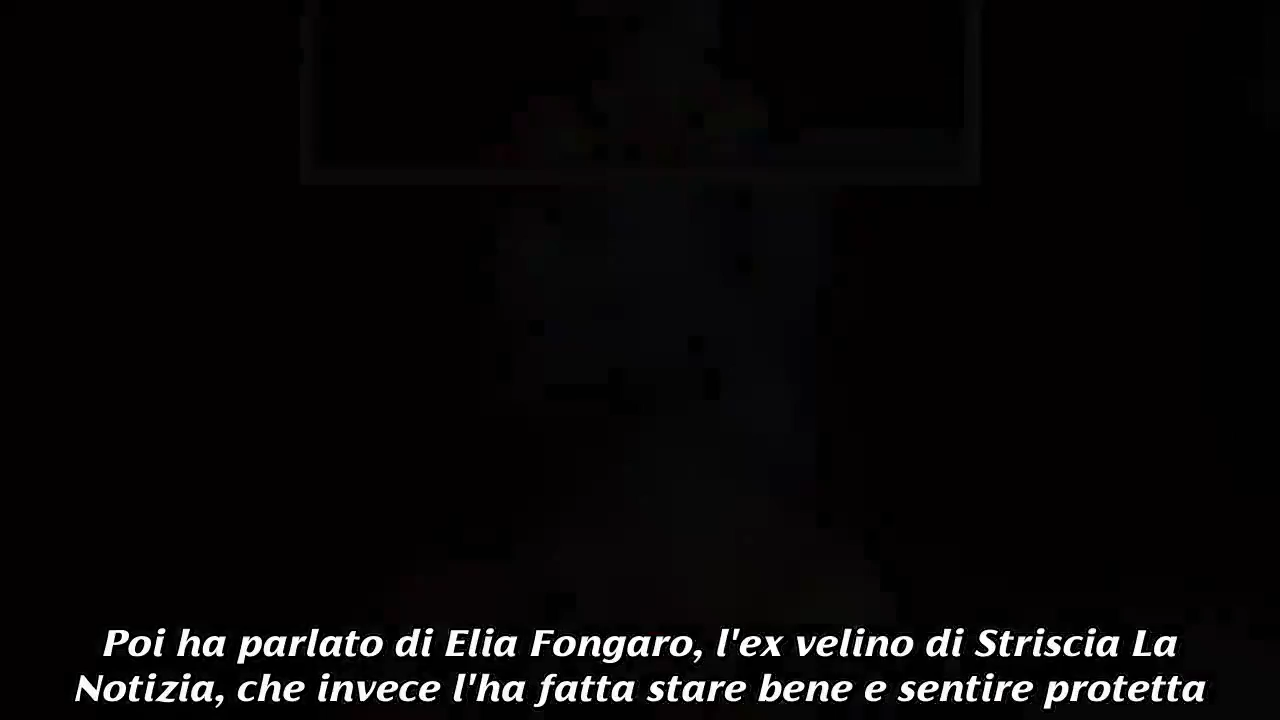 Poi ha parlato di Elia Fongaro, l'ex velino di Striscia La
Notizia, che invece l'ha fatta stare bene e sentire protetta